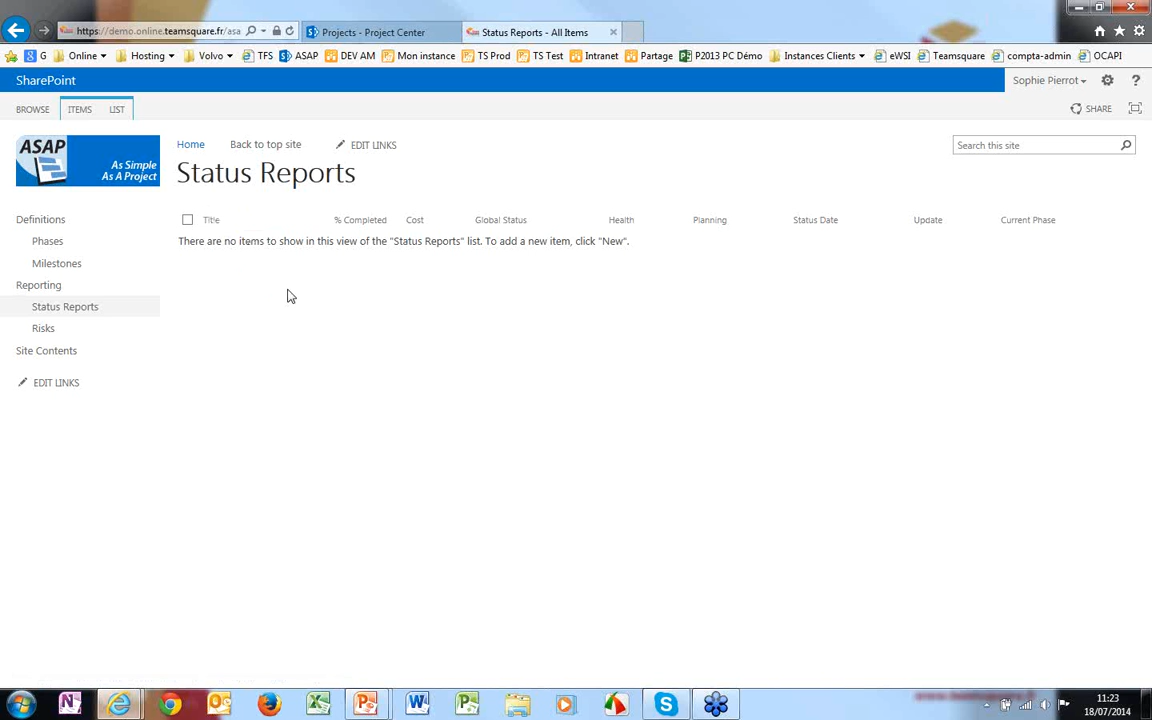 https://demo.online.teamsquare.fr/asa
Projects - Project Center
Status Reports - All Items
G
Online
Hosting
Volvo
TFS
ASAP
DEV AM
Mon instance
TS Prod
TS Test
Intranet
Partage
P2013 PC Démo
Instances Clients
eWSI
Teamsquare
compta-admin
OCAPI
SharePoint
Sophie Pierrot
?
BROWSE
ITEMS
LIST
SHARE
ASAP
As Simple
As A Project
Home
Back to top site
EDIT LINKS
Search this site
Status Reports
Definitions
Phases
Milestones
Reporting
Status Reports
Risks
Site Contents
EDIT LINKS
Title
% Completed
Cost
Global Status
Health
Planning
Status Date
Update
Current Phase
There are no items to show in this view of the "Status Reports" list. To add a new item, click "New".
11:23
18/07/2014